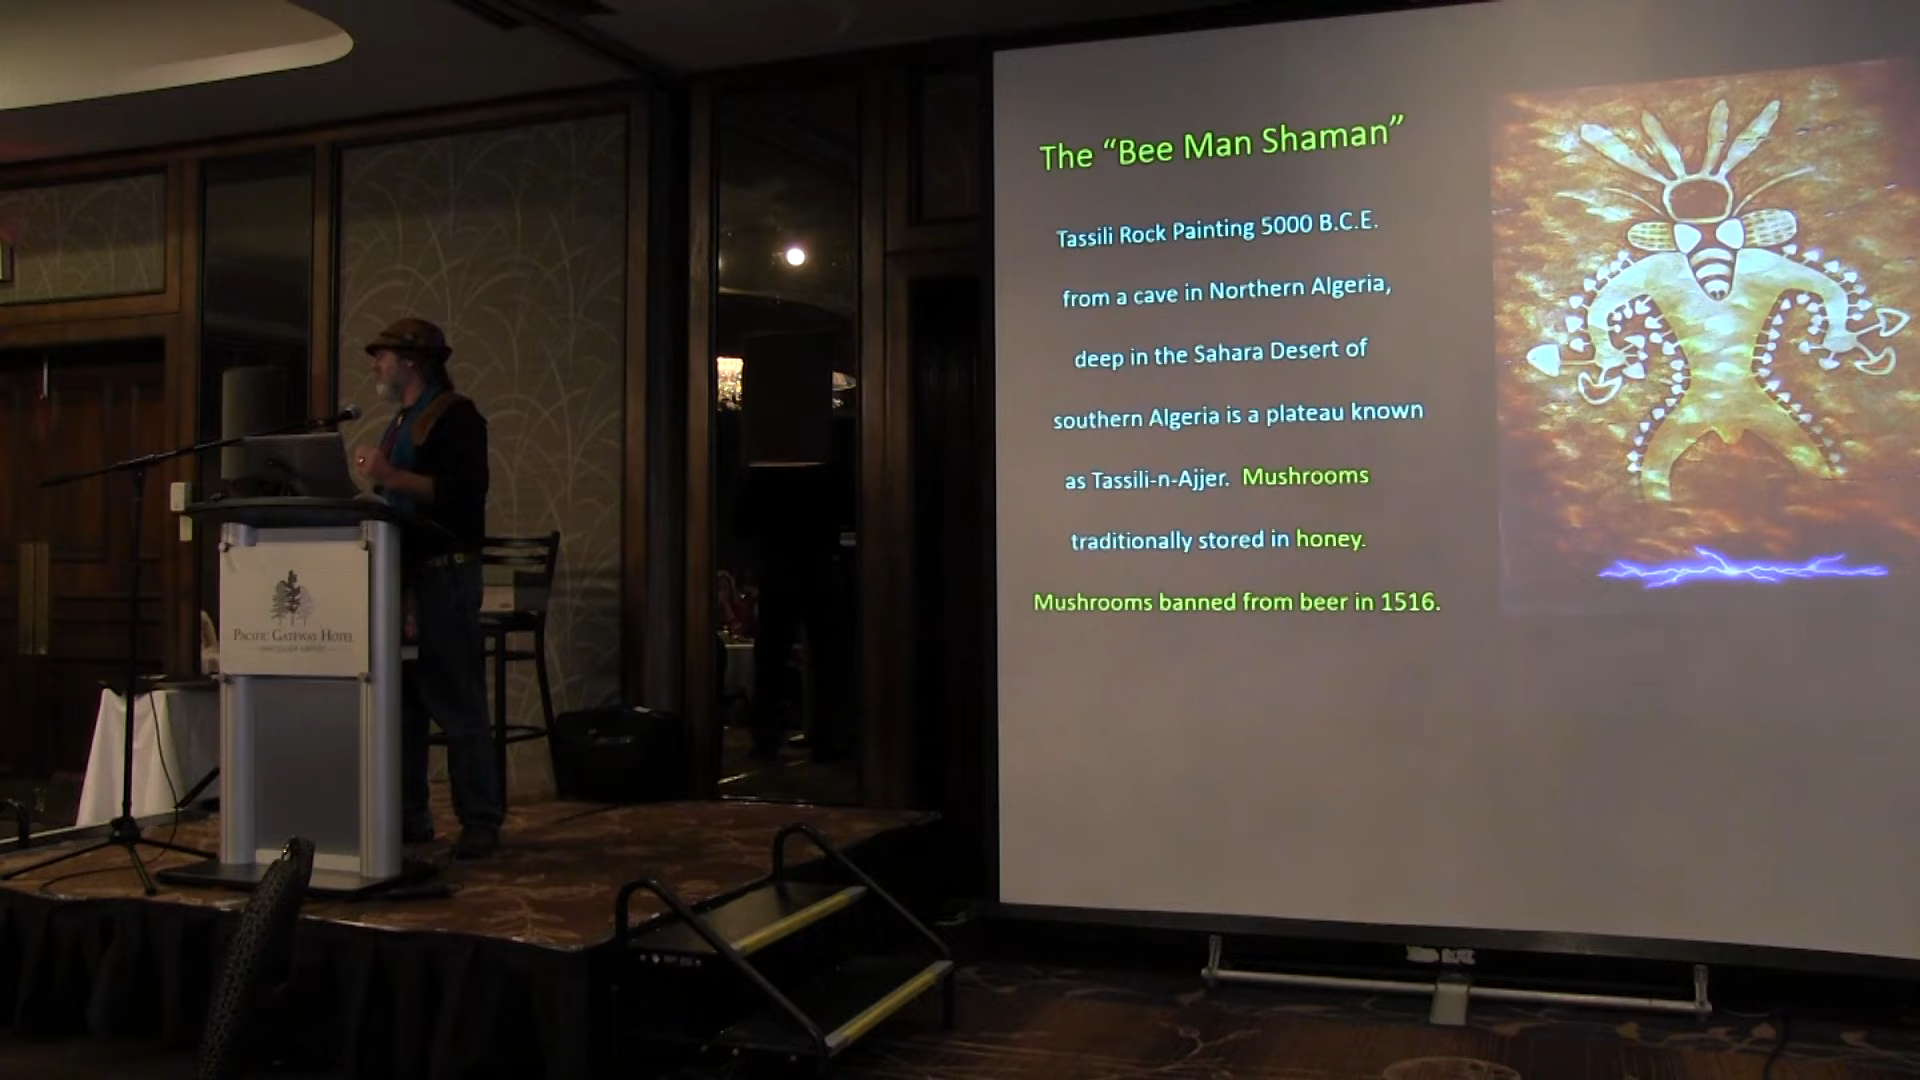 The “Bee Man Shaman”
Tassili Rock Painting 5000 B.C.E.
from a cave in Northern Algeria,
deep in the Sahara Desert of
southern Algeria is a plateau known
as Tassili-n-Ajjer. Mushrooms
traditionally stored in honey.
Mushrooms banned from beer in 1516.
PACIFIC GATEWAY HOTEL